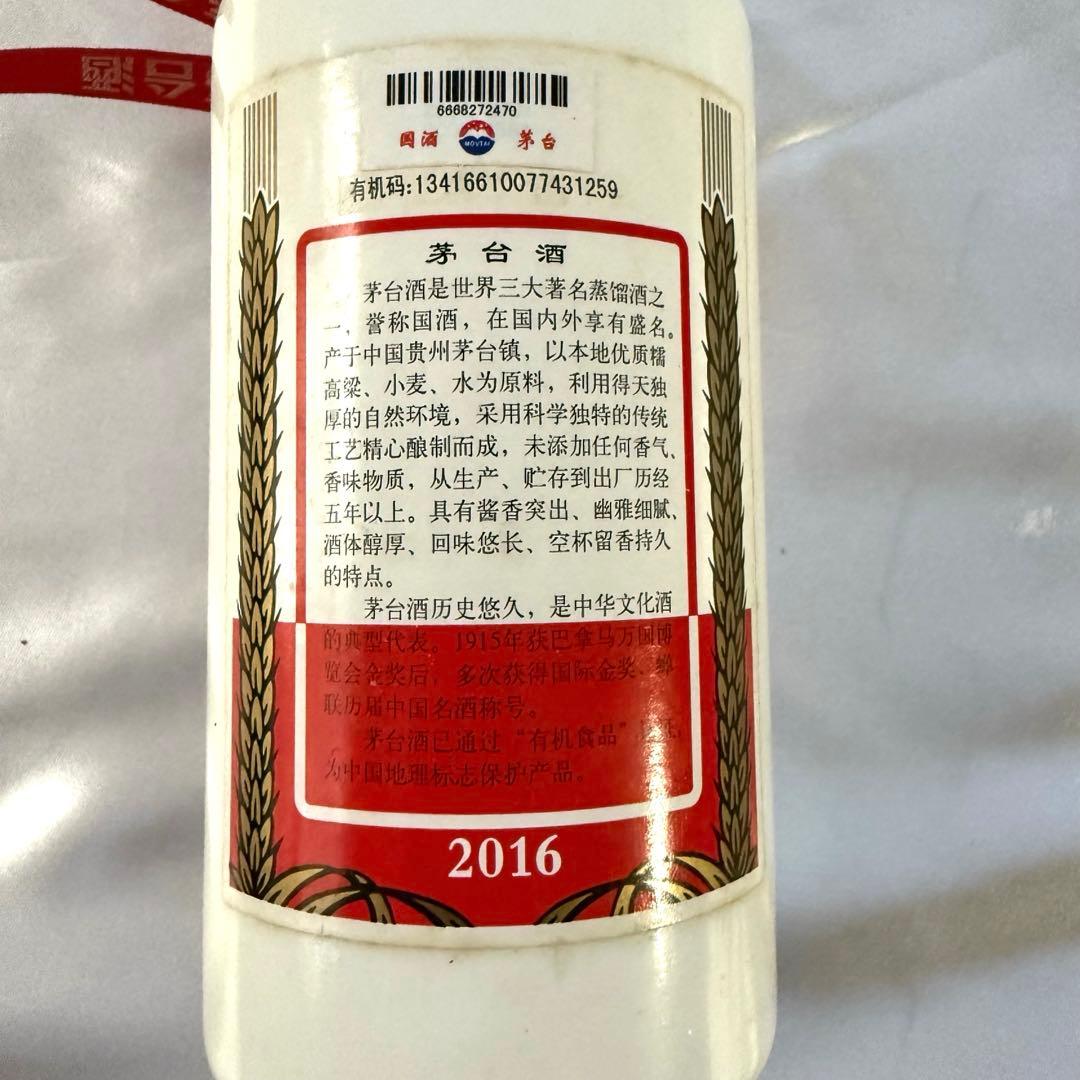 台酒
6668272470
国酒 MOUTAI 茅台
有机码:13416610077431259
茅台酒
茅台酒是世界三大著名蒸馏酒之
一，誉称国酒，在国内外享有盛名。
产于中国贵州茅台镇，以本地优质糯
高粱、小麦、水为原料，利用得天独
厚的自然环境，采用科学独特的传统
工艺精心酿制而成，未添加任何香气、
香味物质，从生产、贮存到出厂历经
五年以上。具有酱香突出、幽雅细腻、
酒体醇厚、回味悠长、空杯留香持久
的特点。
茅台酒历史悠久，是中华文化酒
的典型代表。1915年获巴拿马万国博
览会金奖后，多次获得国际金奖、蝉
联历届中国名酒称号。
茅台酒已通过“有机食品”
为中国地理标志保护产品。
2016